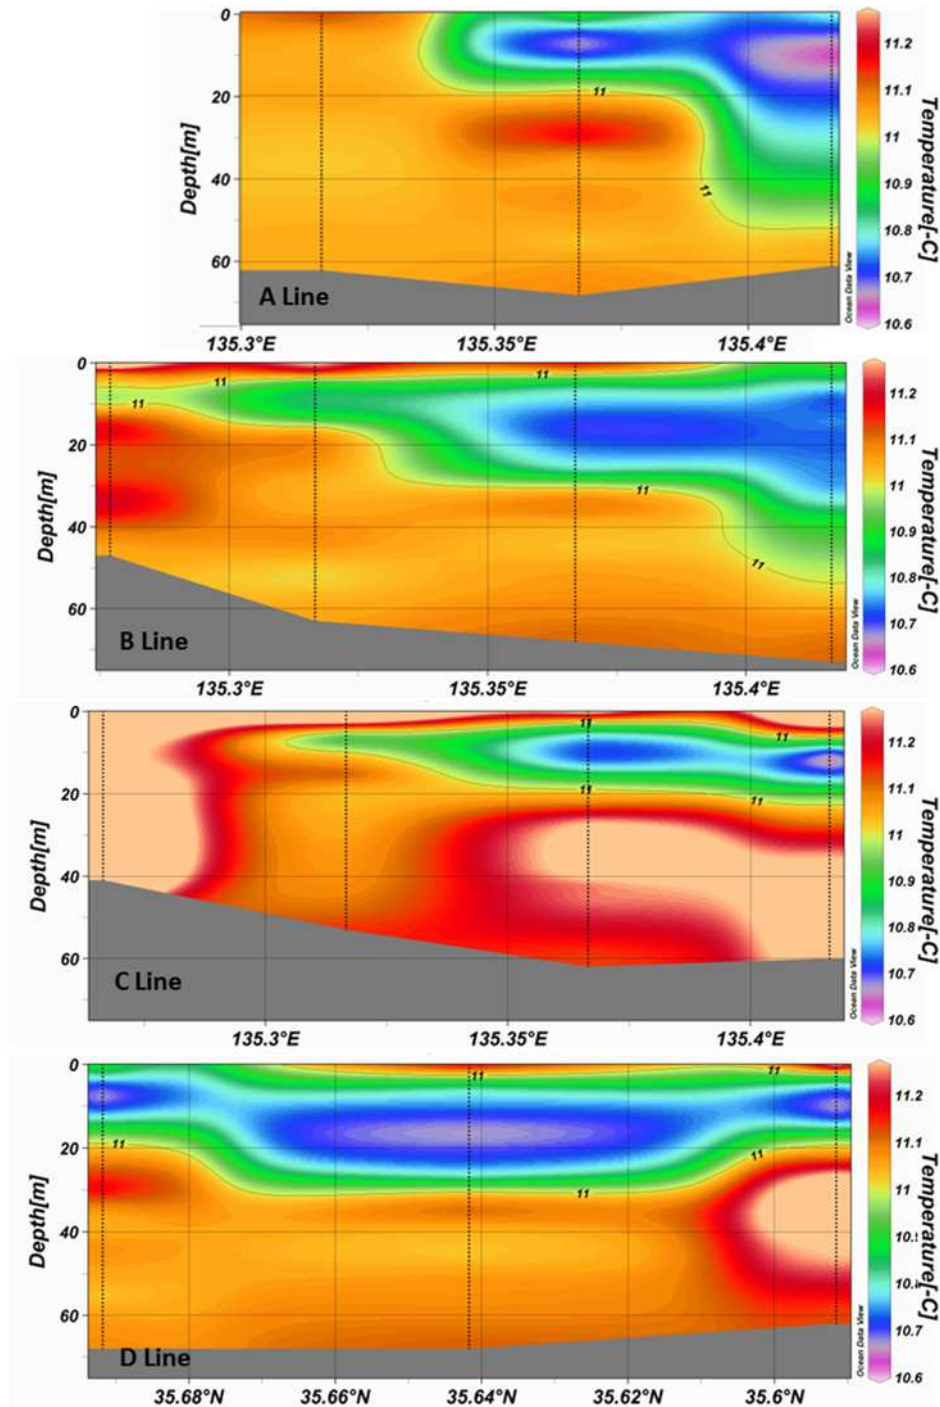 0
20
40
60
Depth[m]
11
11
A Line
Ocean Data View
11.2
11.1
11
10.9
10.8
10.7
10.6
Temperature[-C]
135.3°E 135.35°E 135.4°E
0
20
40
60
Depth[m]
11
11
11
11
11
B Line
Ocean Data View
11.2
11.1
11
10.9
10.8
10.7
10.6
Temperature[-C]
135.3°E 135.35°E 135.4°E
0
20
40
60
Depth[m]
11
11
11
11
C Line
Ocean Data View
11.2
11.1
11
10.9
10.8
10.7
10.6
Temperature[-C]
135.3°E 135.35°E 135.4°E
0
20
40
60
Depth[m]
11
11
11
11
11
D Line
Ocean Data View
11.2
11.1
11
10.7
10.6
Temperature[-C]
35.68°N 35.66°N 35.64°N 35.62°N 35.6°N